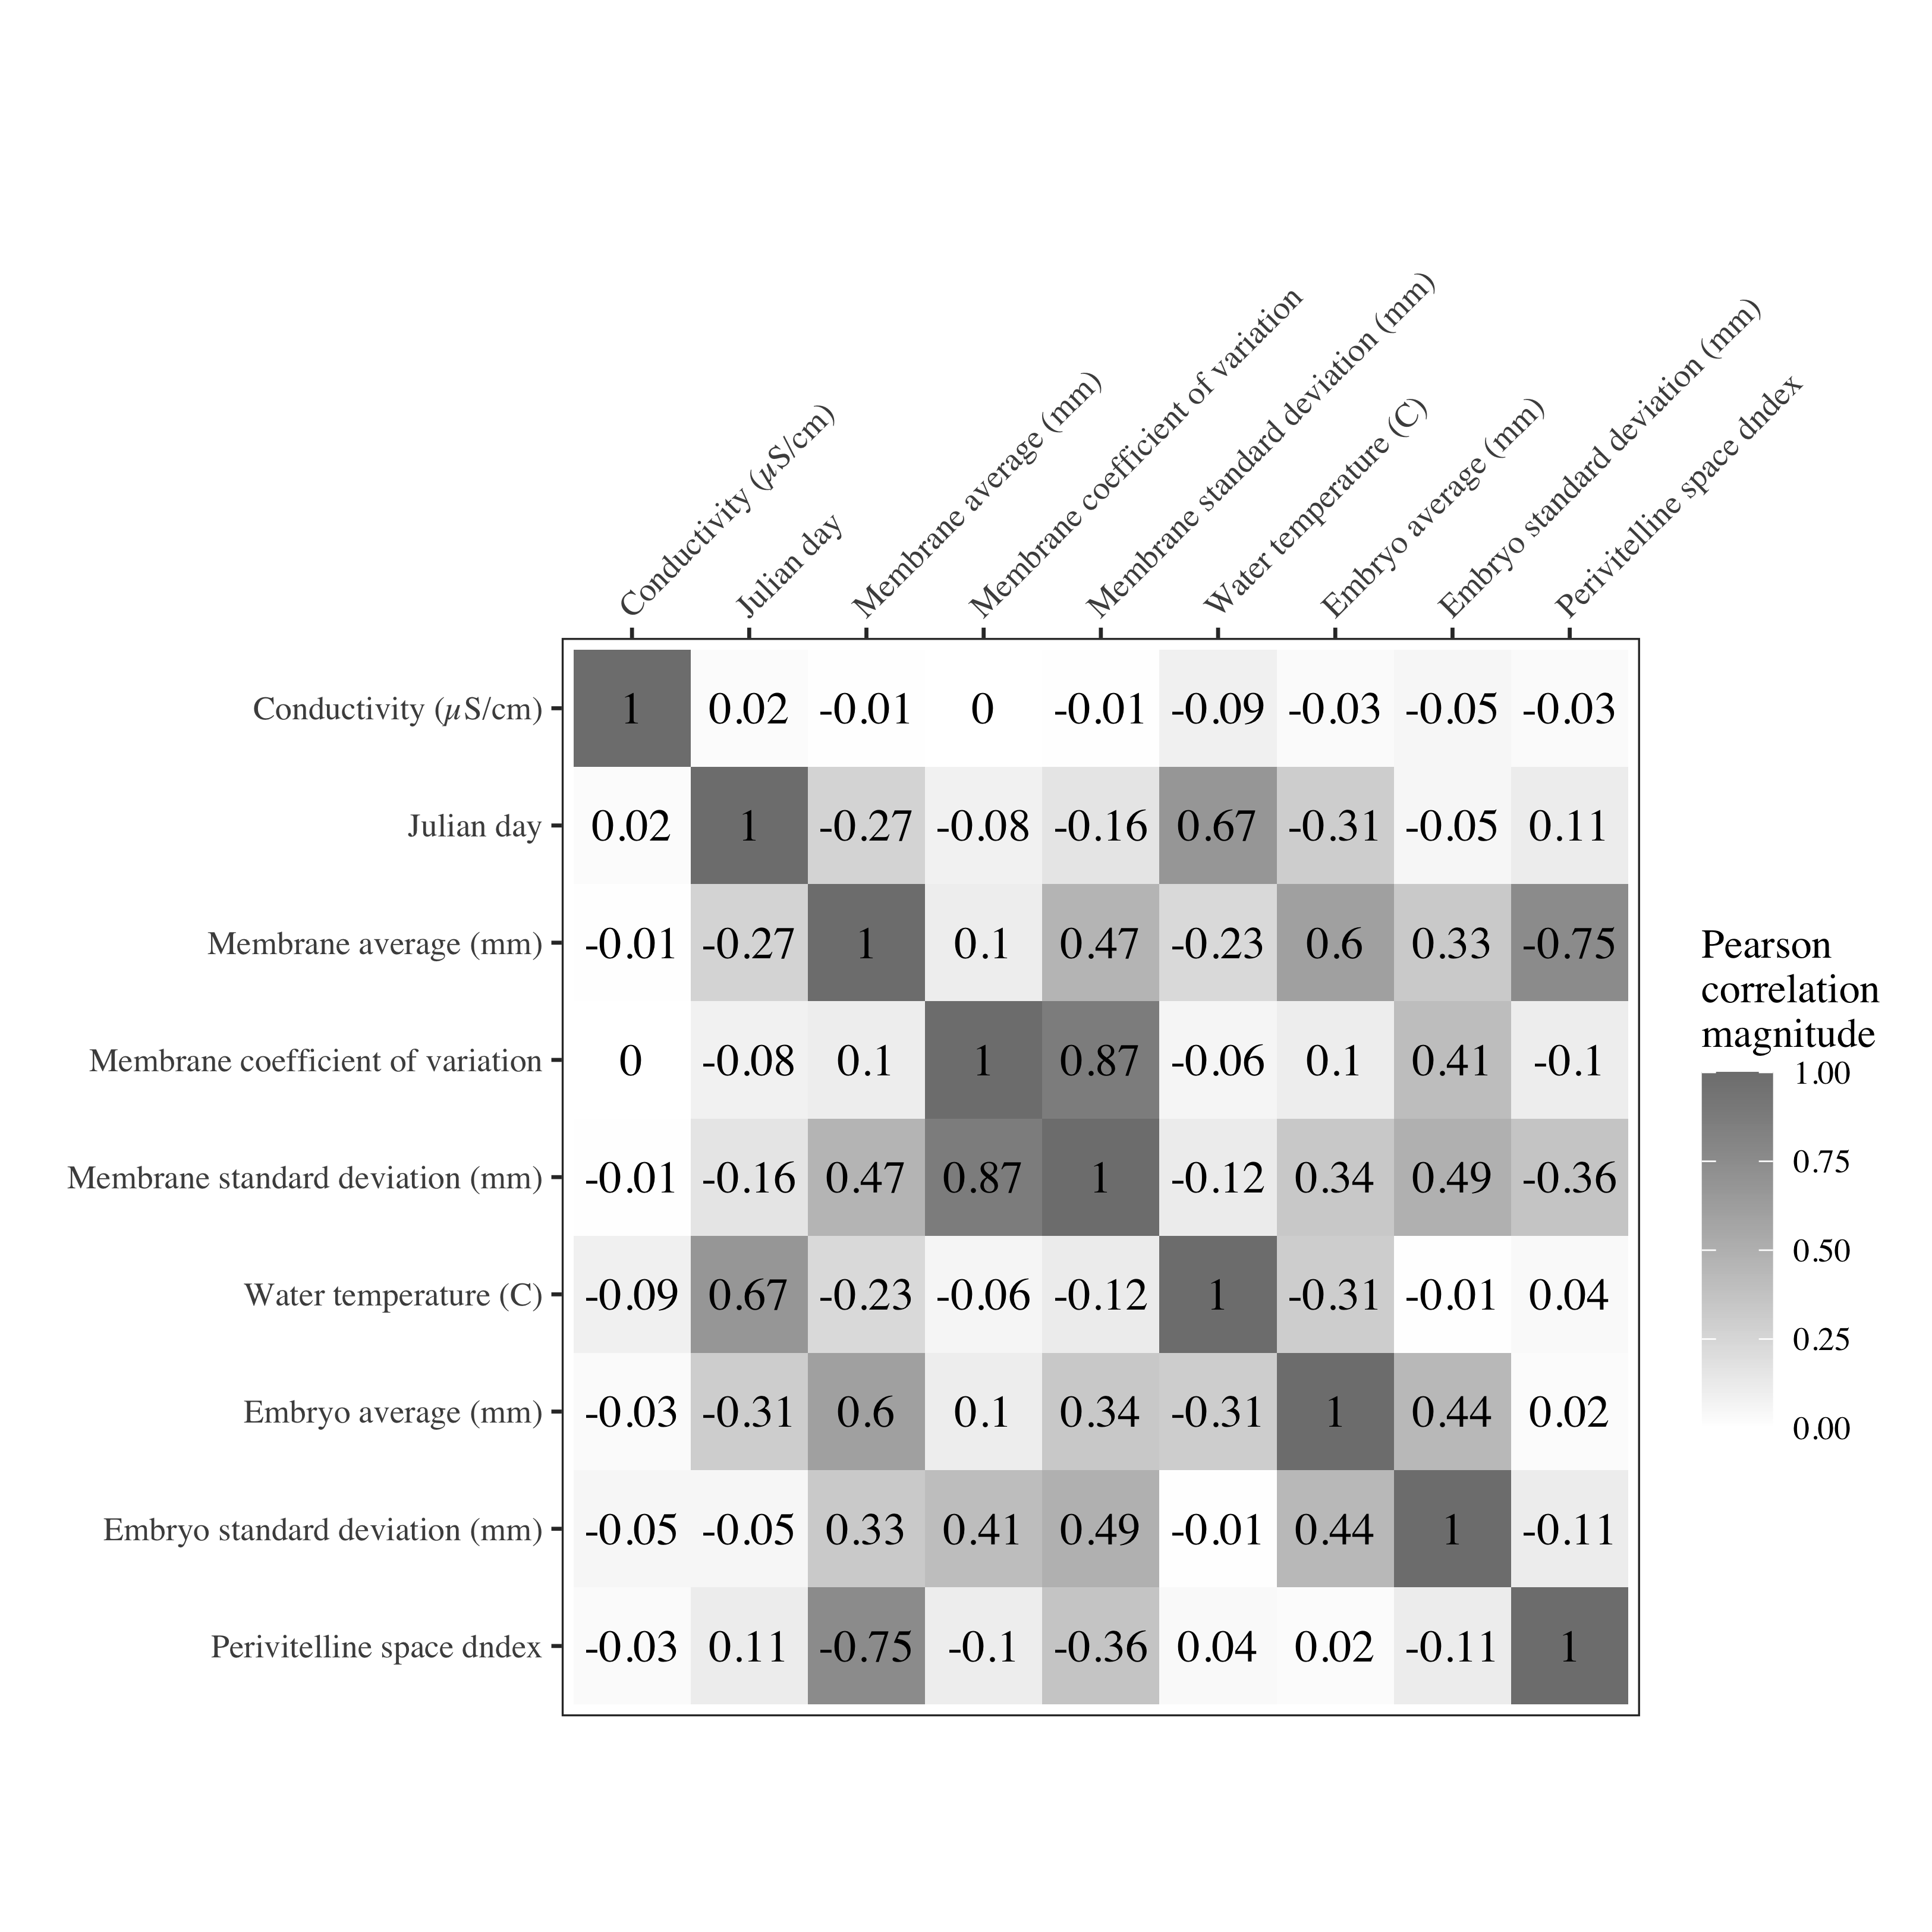 Conductivity (µS/cm)
Julian day
Membrane average (mm)
Membrane coefficient of variation
Membrane standard deviation (mm)
Water temperature (C)
Embryo average (mm)
Embryo standard deviation (mm)
Perivitelline space dndex
Conductivity (µS/cm) 1 0.02 -0.01 0 -0.01 -0.09 -0.03 -0.05 -0.03
Julian day 0.02 1 -0.27 -0.08 -0.16 0.67 -0.31 -0.05 0.11
Membrane average (mm) -0.01 -0.27 1 0.1 0.47 -0.23 0.6 0.33 -0.75
Membrane coefficient of variation 0 -0.08 0.1 1 0.87 -0.06 0.1 0.41 -0.1
Membrane standard deviation (mm) -0.01 -0.16 0.47 0.87 1 -0.12 0.34 0.49 -0.36
Water temperature (C) -0.09 0.67 -0.23 -0.06 -0.12 1 -0.31 -0.01 0.04
Embryo average (mm) -0.03 -0.31 0.6 0.1 0.34 -0.31 1 0.44 0.02
Embryo standard deviation (mm) -0.05 -0.05 0.33 0.41 0.49 -0.01 0.44 1 -0.11
Perivitelline space dndex -0.03 0.11 -0.75 -0.1 -0.36 0.04 0.02 -0.11 1
Pearson
correlation
magnitude
1.00
0.75
0.50
0.25
0.00